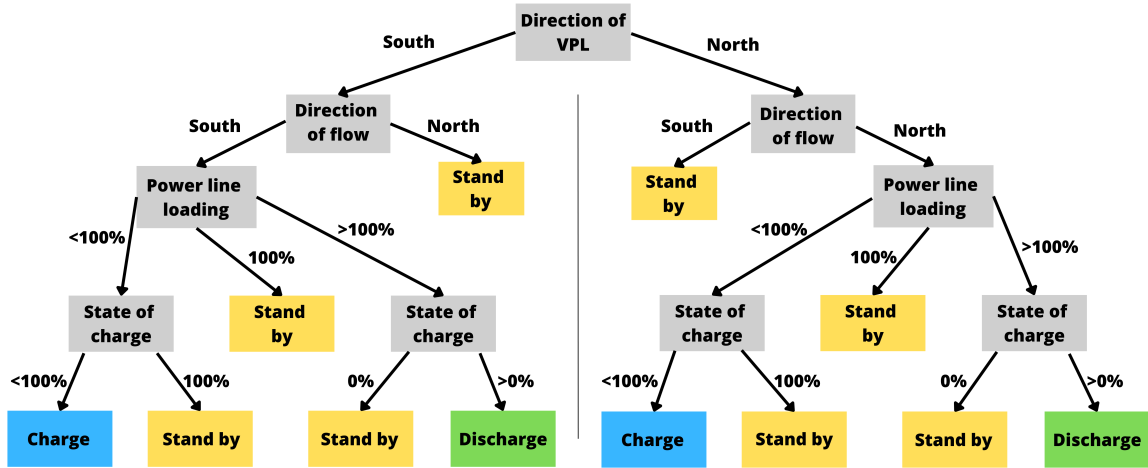 Direction of
VPL
South
North
Direction
of flow
Direction
of flow
South
North
South
North
Stand
by
Stand
by
Power line
loading
Power line
loading
<100%
100%
>100%
<100%
100%
>100%
State of
charge
Stand
by
State of
charge
State of
charge
Stand
by
State of
charge
<100%
100%
0%
>0%
<100%
100%
0%
>0%
Charge
Stand by
Stand by
Discharge
Charge
Stand by
Stand by
Discharge